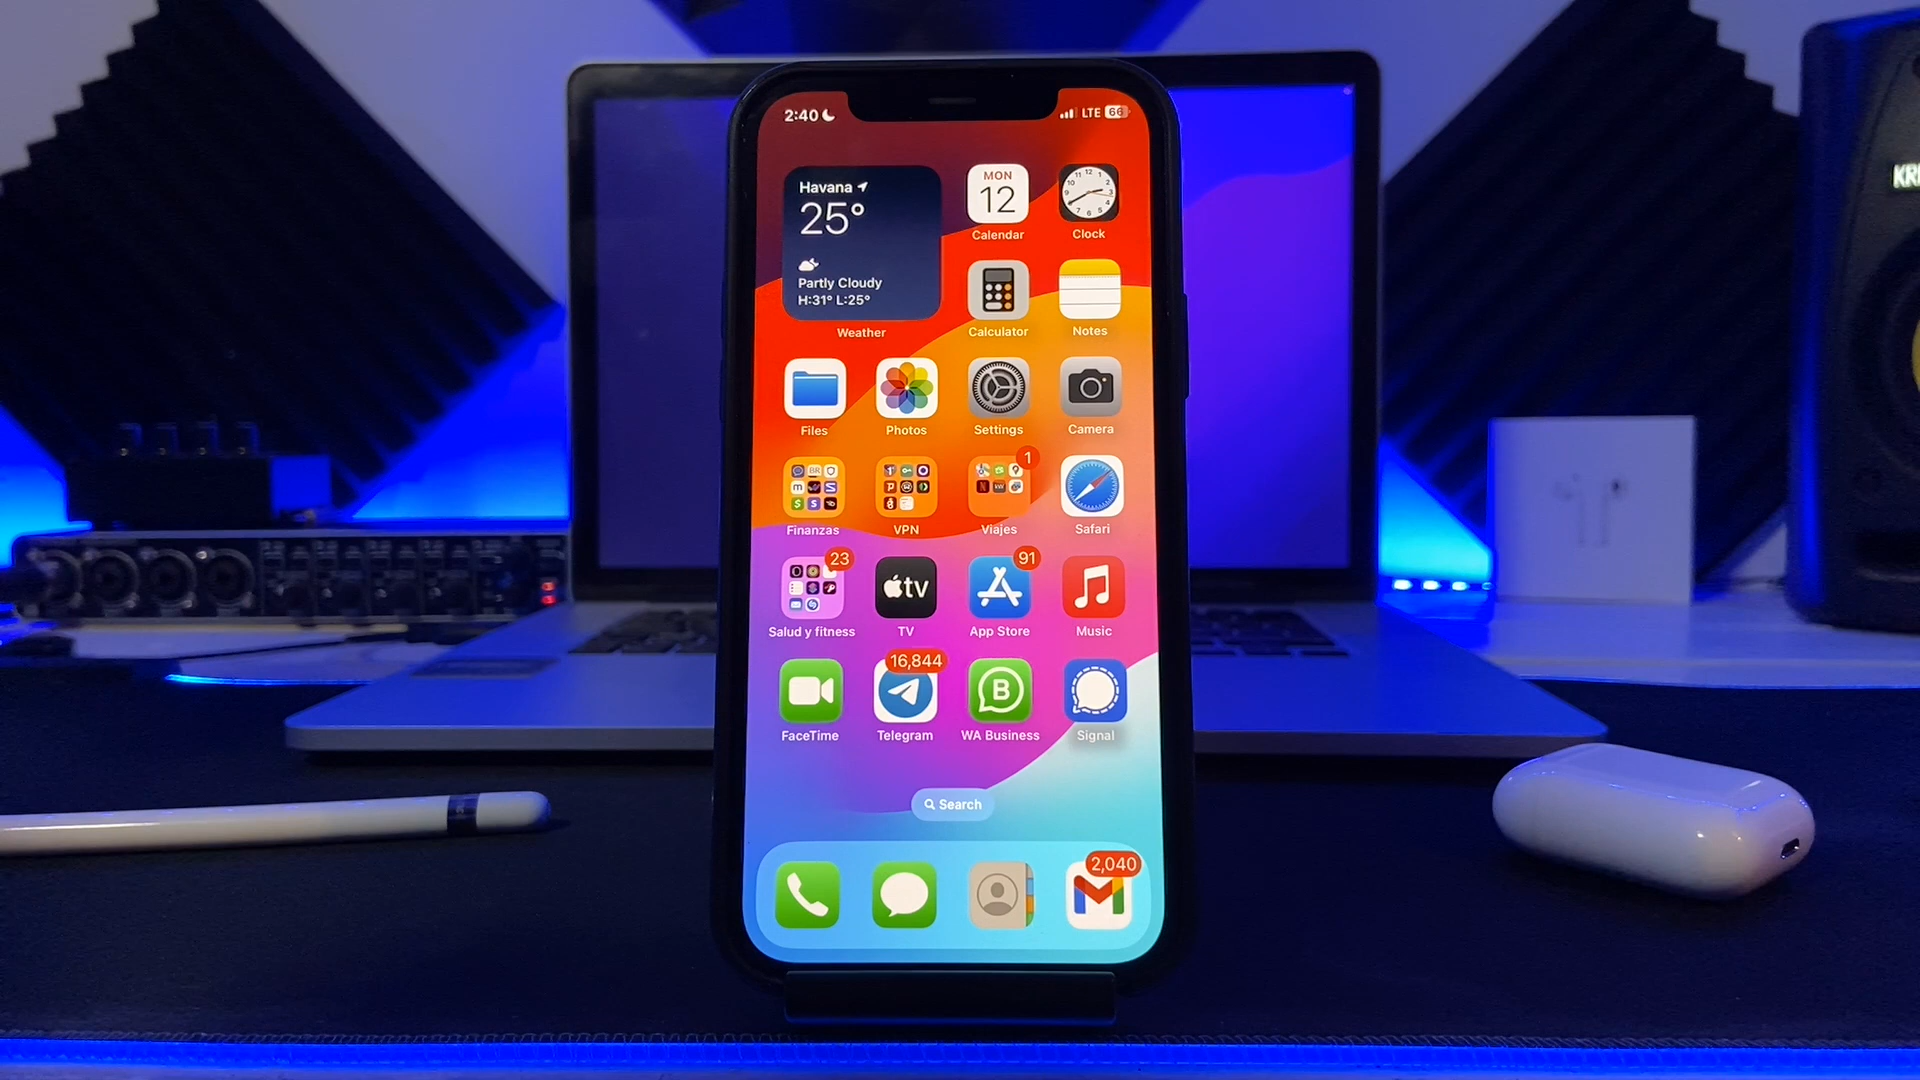 2:40
LTE 66
Havana
25°
Partly Cloudy
H:31° L:25°
Weather
MON
12
Calendar
Clock
Calculator
Notes
Files
Photos
Settings
Camera
Finanzas
VPN
1
Viajes
Safari
23
Salud y fitness
tv
TV
91
App Store
Music
FaceTime
16,844
Telegram
B
WA Business
Signal
Search
2,040
KR